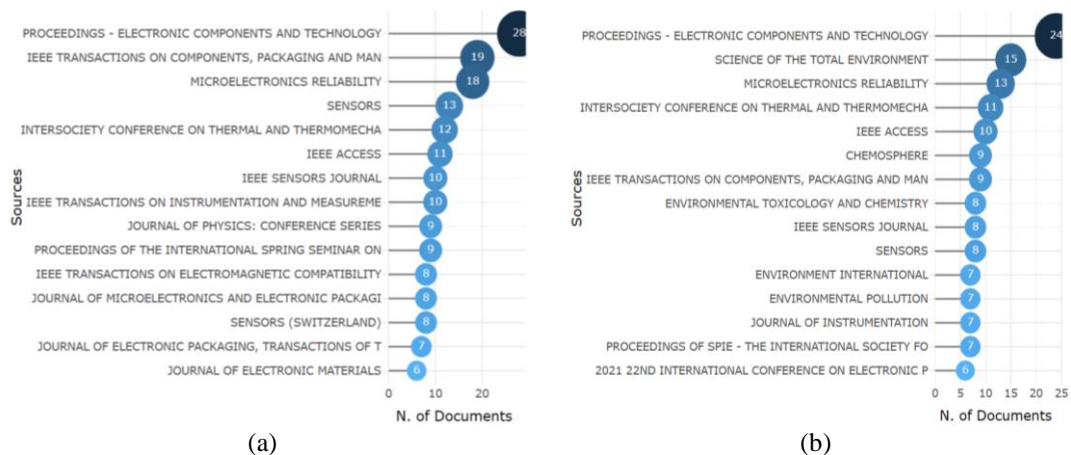 Sources
PROCEEDINGS - ELECTRONIC COMPONENTS AND TECHNOLOGY 28
IEEE TRANSACTIONS ON COMPONENTS, PACKAGING AND MAN 19
MICROELECTRONICS RELIABILITY 18
SENSORS 13
INTERSOCIETY CONFERENCE ON THERMAL AND THERMOMECHA 12
IEEE ACCESS 11
IEEE SENSORS JOURNAL 10
IEEE TRANSACTIONS ON INSTRUMENTATION AND MEASUREME 10
JOURNAL OF PHYSICS: CONFERENCE SERIES 9
PROCEEDINGS OF THE INTERNATIONAL SPRING SEMINAR ON 9
IEEE TRANSACTIONS ON ELECTROMAGNETIC COMPATIBILITY 8
JOURNAL OF MICROELECTRONICS AND ELECTRONIC PACKAGI 8
SENSORS (SWITZERLAND) 8
JOURNAL OF ELECTRONIC PACKAGING, TRANSACTIONS OF T 7
JOURNAL OF ELECTRONIC MATERIALS 6
0 10 20
N. of Documents
(a)
Sources
PROCEEDINGS - ELECTRONIC COMPONENTS AND TECHNOLOGY 24
SCIENCE OF THE TOTAL ENVIRONMENT 15
MICROELECTRONICS RELIABILITY 13
INTERSOCIETY CONFERENCE ON THERMAL AND THERMOMECHA 11
IEEE ACCESS 10
CHEMOSPHERE 9
IEEE TRANSACTIONS ON COMPONENTS, PACKAGING AND MAN 9
ENVIRONMENTAL TOXICOLOGY AND CHEMISTRY 8
IEEE SENSORS JOURNAL 8
SENSORS 8
ENVIRONMENT INTERNATIONAL 7
ENVIRONMENTAL POLLUTION 7
JOURNAL OF INSTRUMENTATION 7
PROCEEDINGS OF SPIE - THE INTERNATIONAL SOCIETY FO 7
2021 22ND INTERNATIONAL CONFERENCE ON ELECTRONIC P 6
0 5 10 15 20 25
N. of Documents
(b)